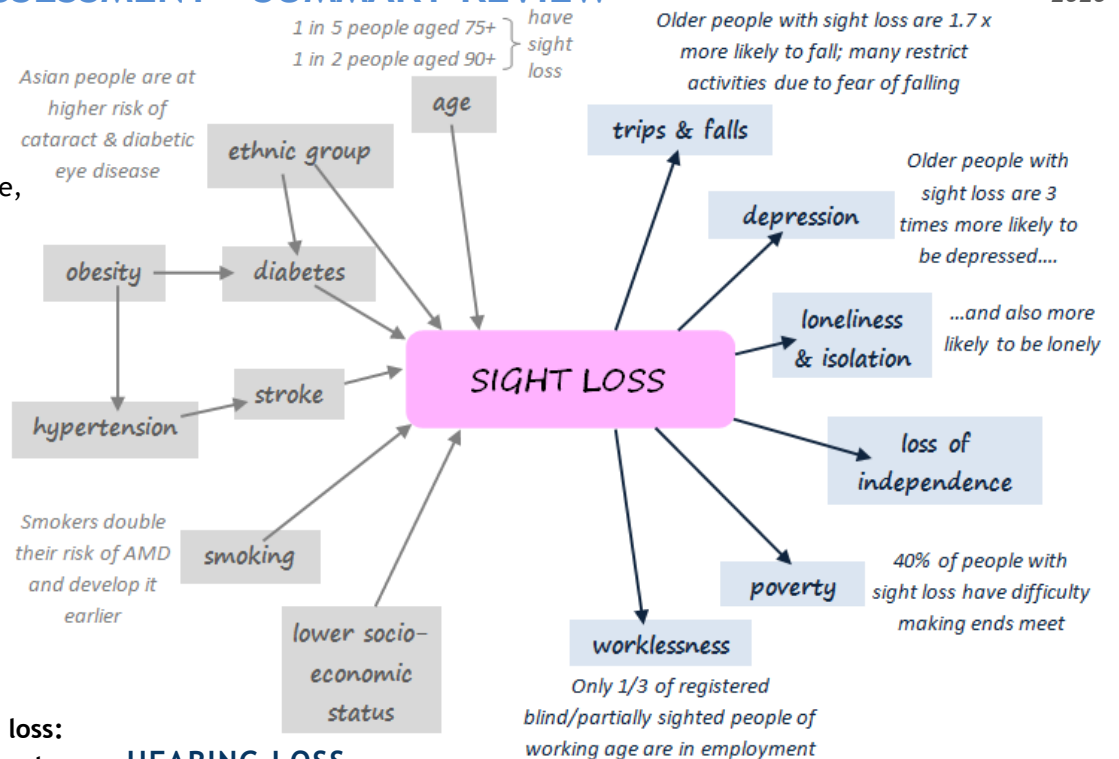 ASSESSMENT - SUMMARY REVIEW
1 in 5 people aged 75+
1 in 2 people aged 90+
have
sight
loss
Older people with sight loss are 1.7 x
more likely to fall; many restrict
activities due to fear of falling
Asian people are at
higher risk of
cataract & diabetic
eye disease
age
trips & falls
ethnic group
e,
Older people with
sight loss are 3
times more likely to
be depressed....
depression
obesity
diabetes
loneliness
& isolation
...and also more
likely to be lonely
SIGHT LOSS
stroke
hypertension
loss of
independence
Smokers double
their risk of AMD
and develop it
earlier
smoking
poverty
40% of people with
sight loss have difficulty
making ends meet
lower socio-
economic
status
worklessness
Only 1/3 of registered
blind/partially sighted people of
working age are in employment
loss:
HEARING LOSS